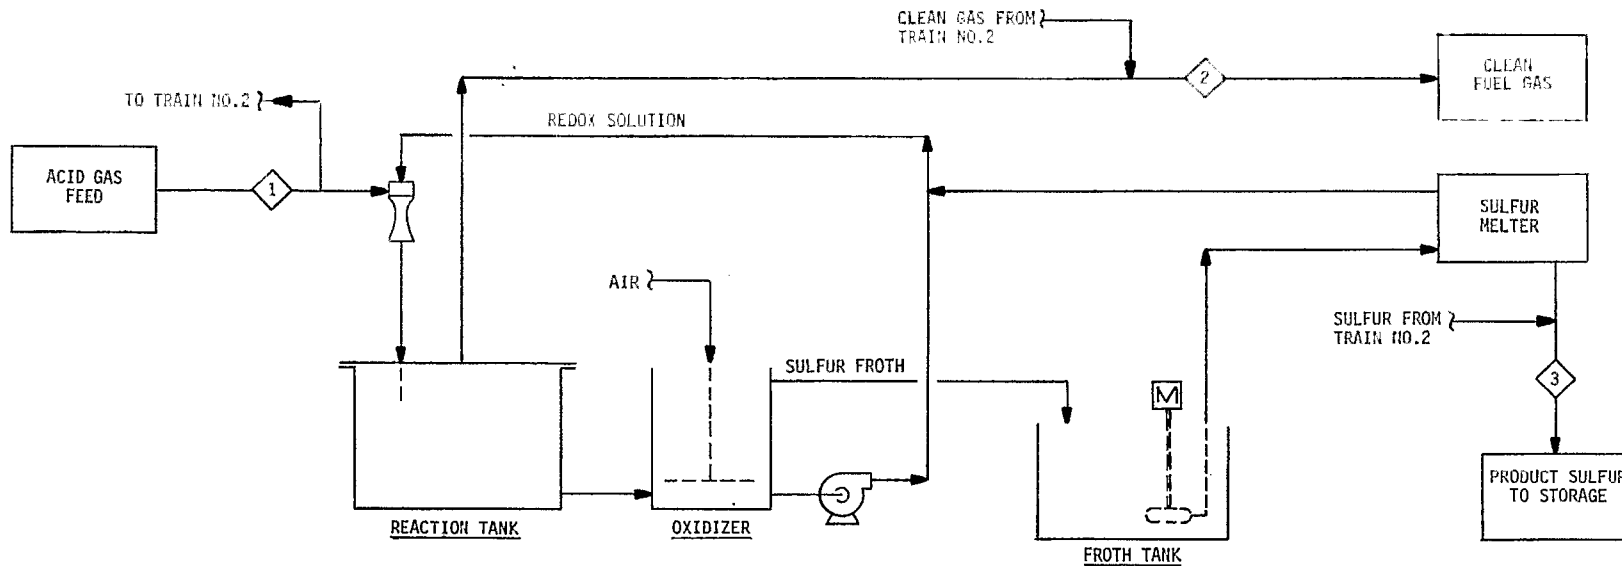 CLEAN GAS FROM
TRAIN NO.2
2
CLEAN
FUEL GAS
TO TRAIN NO.2
REDOX SOLUTION
ACID GAS
FEED
1
SULFUR
MELTER
AIR
SULFUR FROM
TRAIN NO.2
SULFUR FROTH
3
M
PRODUCT SULFUR
TO STORAGE
REACTION TANK
OXIDIZER
FROTH TANK